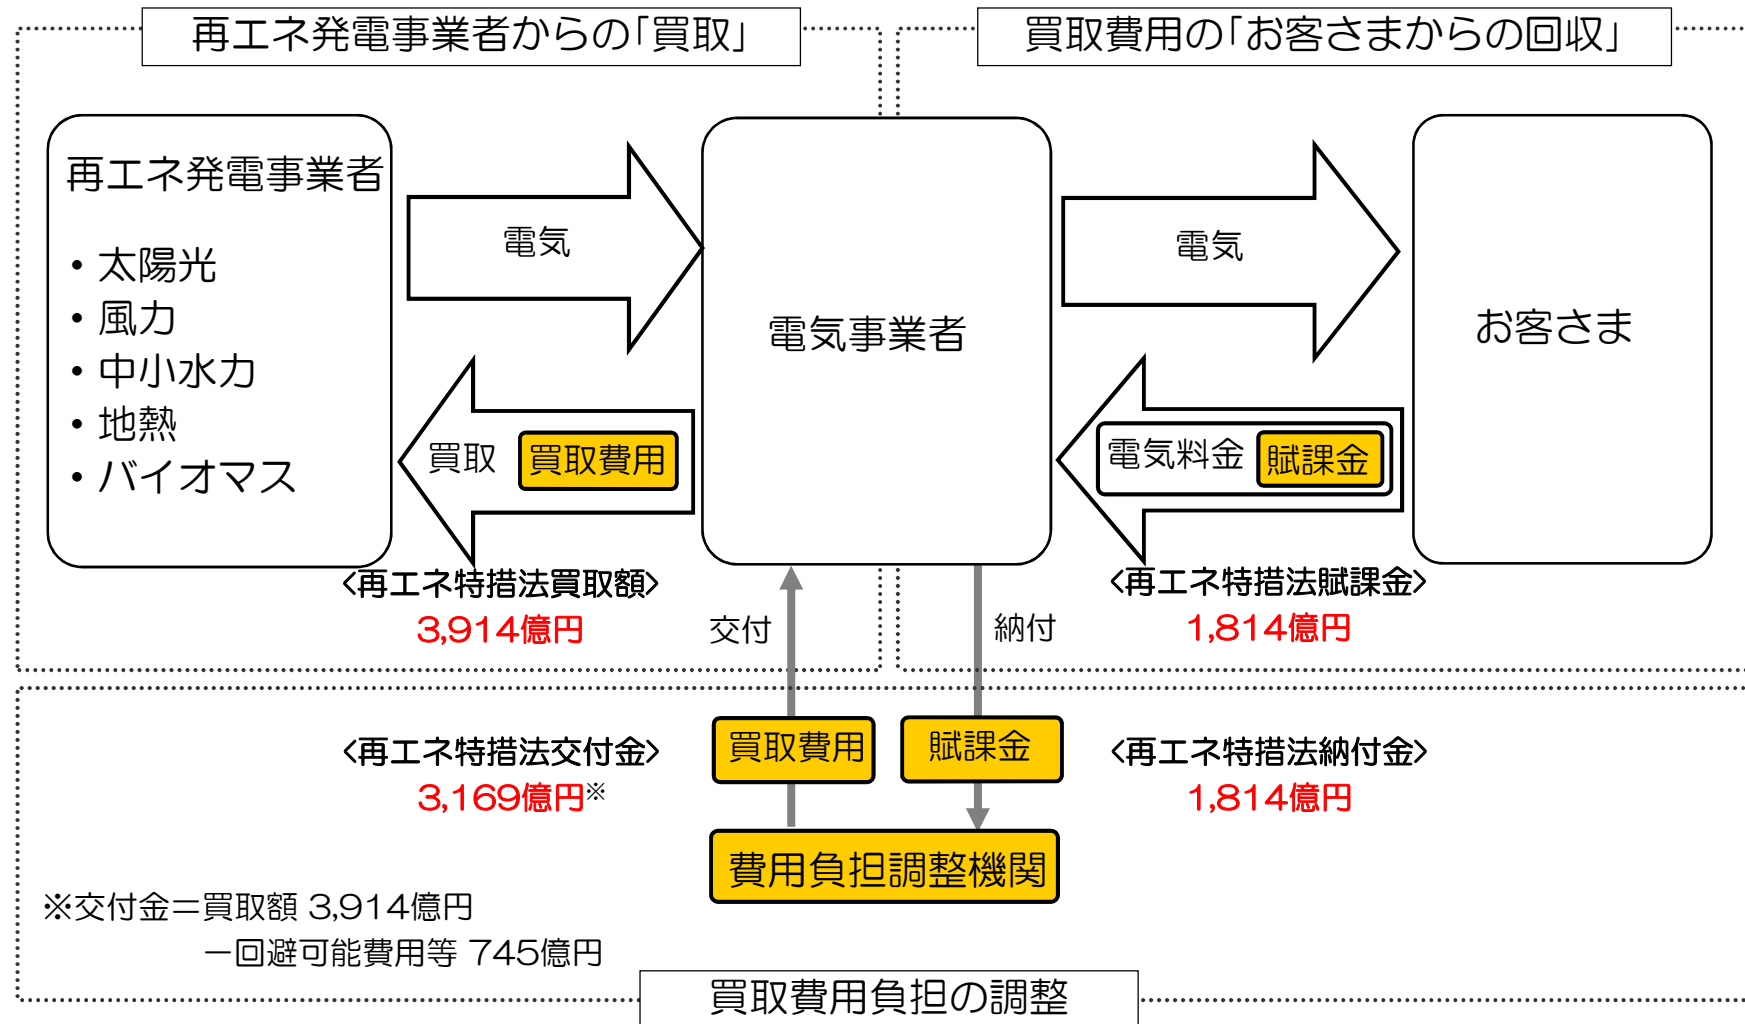 再エネ発電事業者からの「買取」
買取費用の「お客さまからの回収」
再エネ発電事業者
・太陽光
・風力
・中小水力
・地熱
・バイオマス
電気
買取 買取費用
電気事業者
電気
電気料金 賦課金
お客さま
<再エネ特措法買取額>
3,914億円
交付
納付
<再エネ特措法賦課金>
1,814億円
<再エネ特措法交付金>
3,169億円※
買取費用
賦課金
<再エネ特措法納付金>
1,814億円
費用負担調整機関
※交付金＝買取額 3,914億円
－回避可能費用等 745億円
買取費用負担の調整